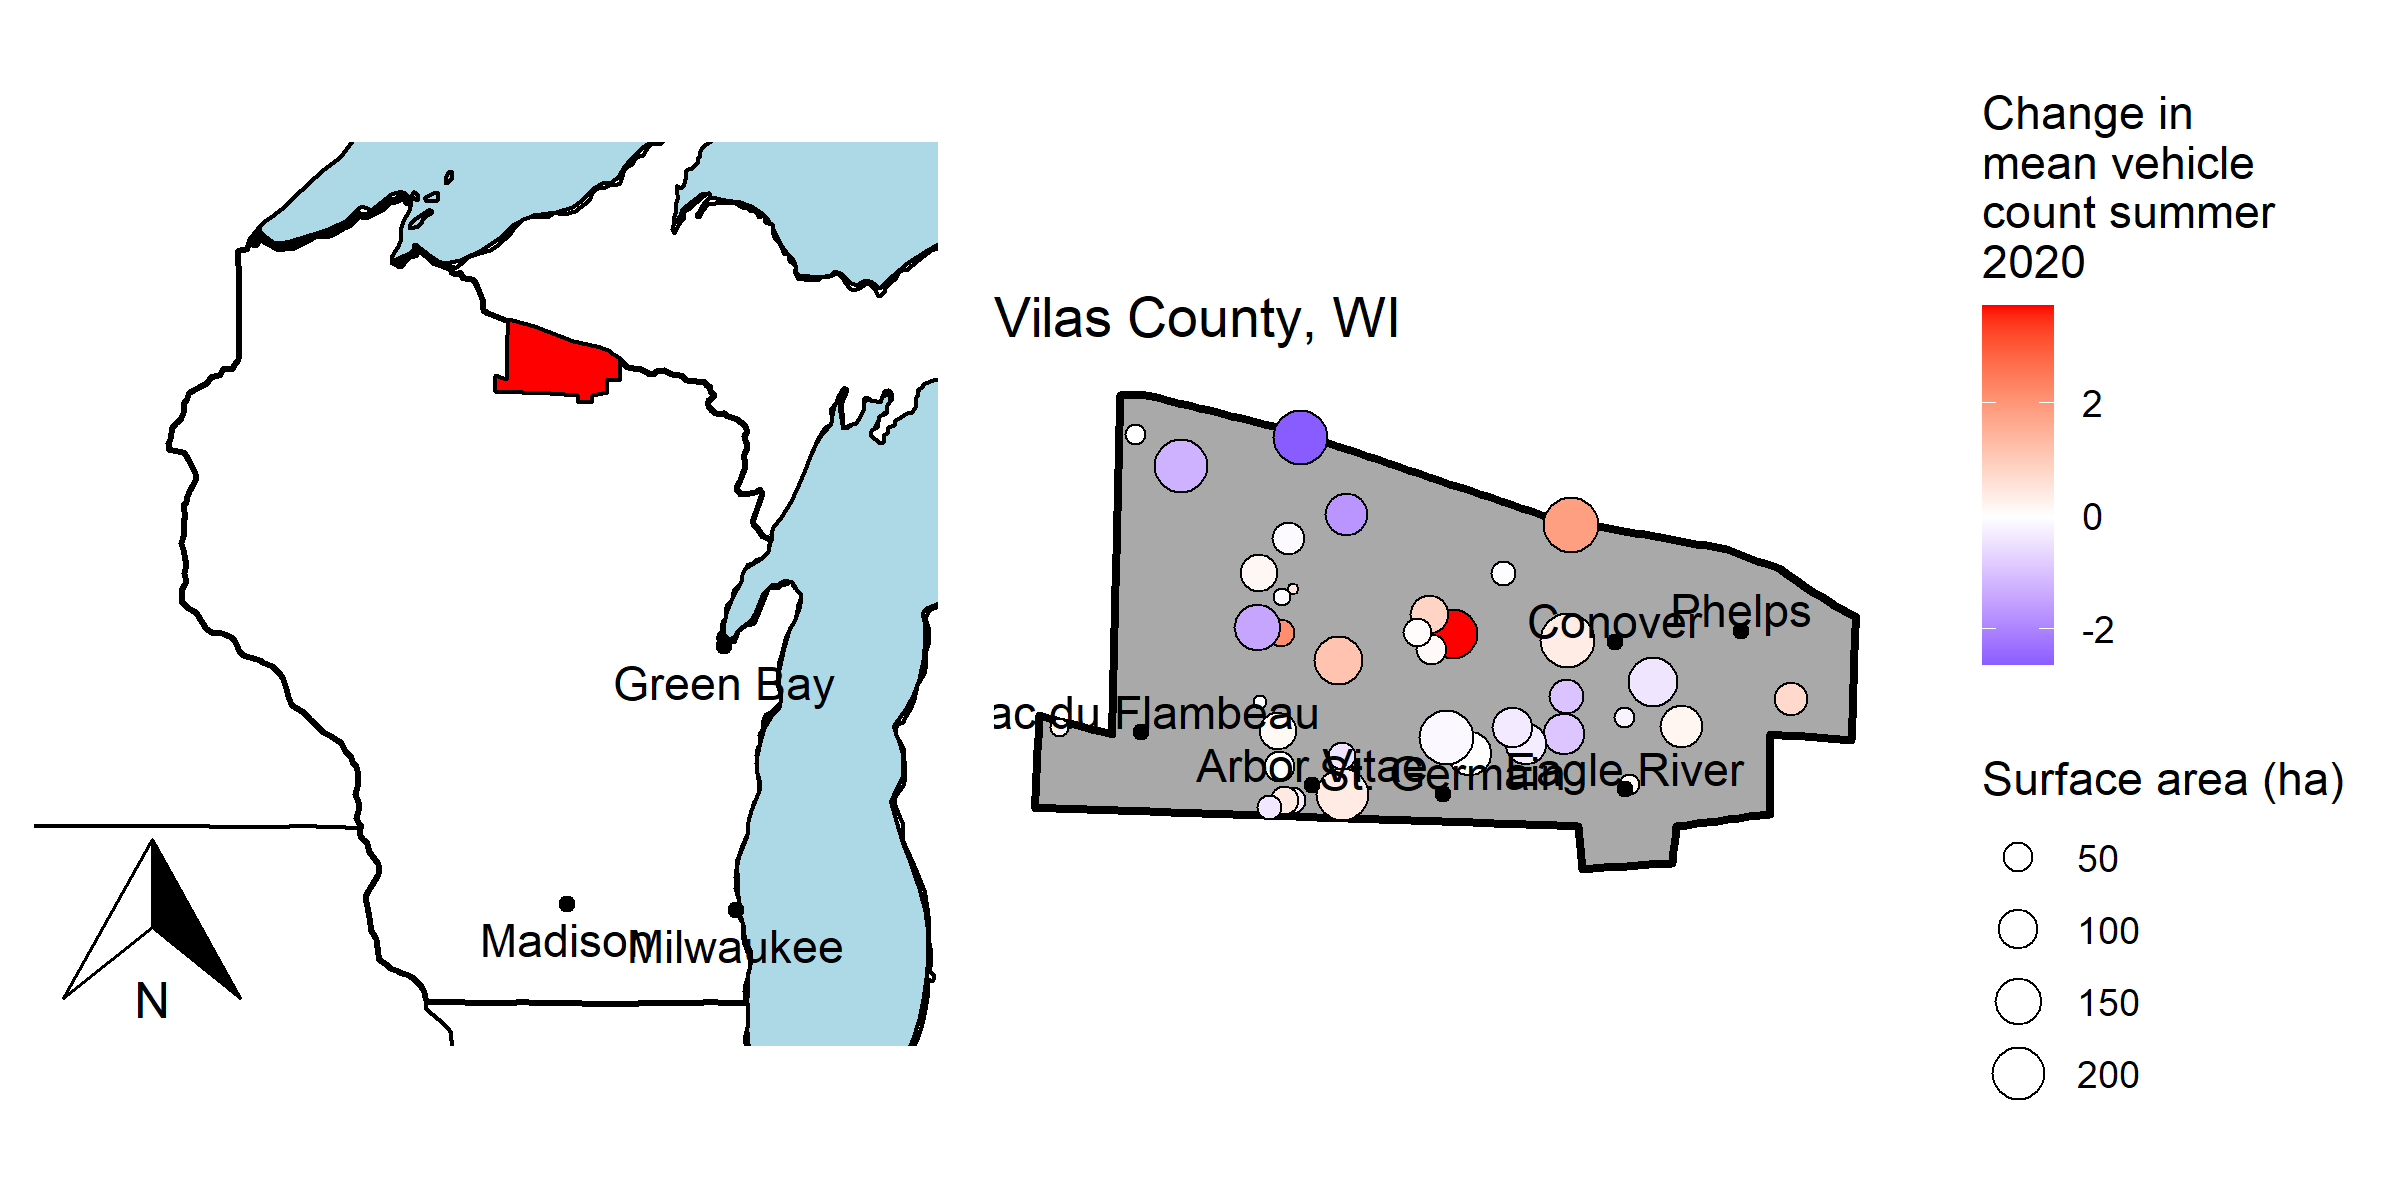 Green Bay
Madison
Milwaukee
N
Vilas County, WI
Conover
Phelps
ac du Flambeau
Arbor Vitae
St. Germain
Eagle River
Change in
mean vehicle
count summer
2020
2
0
-2
Surface area (ha)
50
100
150
200